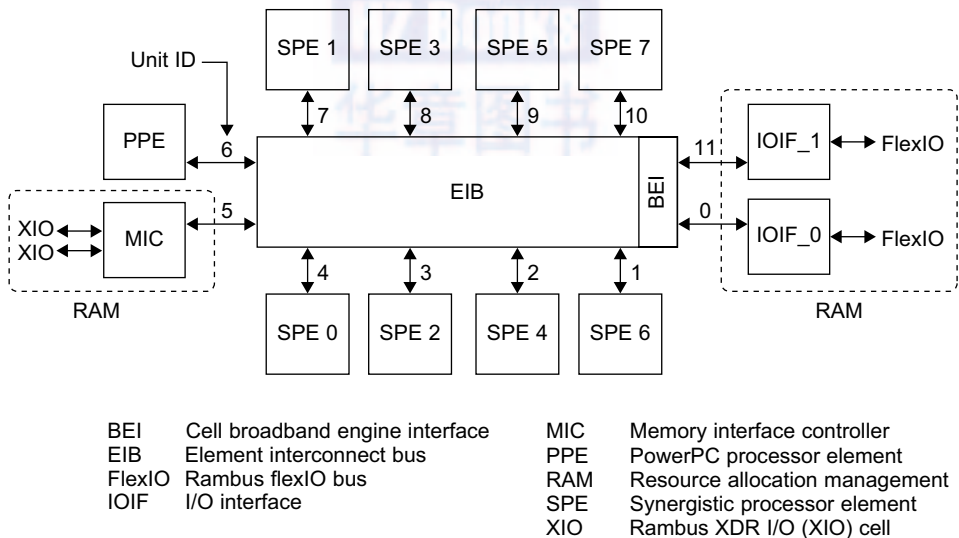 SPE 1
SPE 3
SPE 5
SPE 7
Unit ID
7
8
9
10
PPE
6
11
IOIF_1
FlexIO
EIB
BEI
XIO
XIO
MIC
5
0
IOIF_0
FlexIO
RAM
4
3
2
1
RAM
SPE 0
SPE 2
SPE 4
SPE 6
BEI Cell broadband engine interface
EIB Element interconnect bus
FlexIO Rambus flexIO bus
IOIF I/O interface
MIC Memory interface controller
PPE PowerPC processor element
RAM Resource allocation management
SPE Synergistic processor element
XIO Rambus XDR I/O (XIO) cell
华章图书